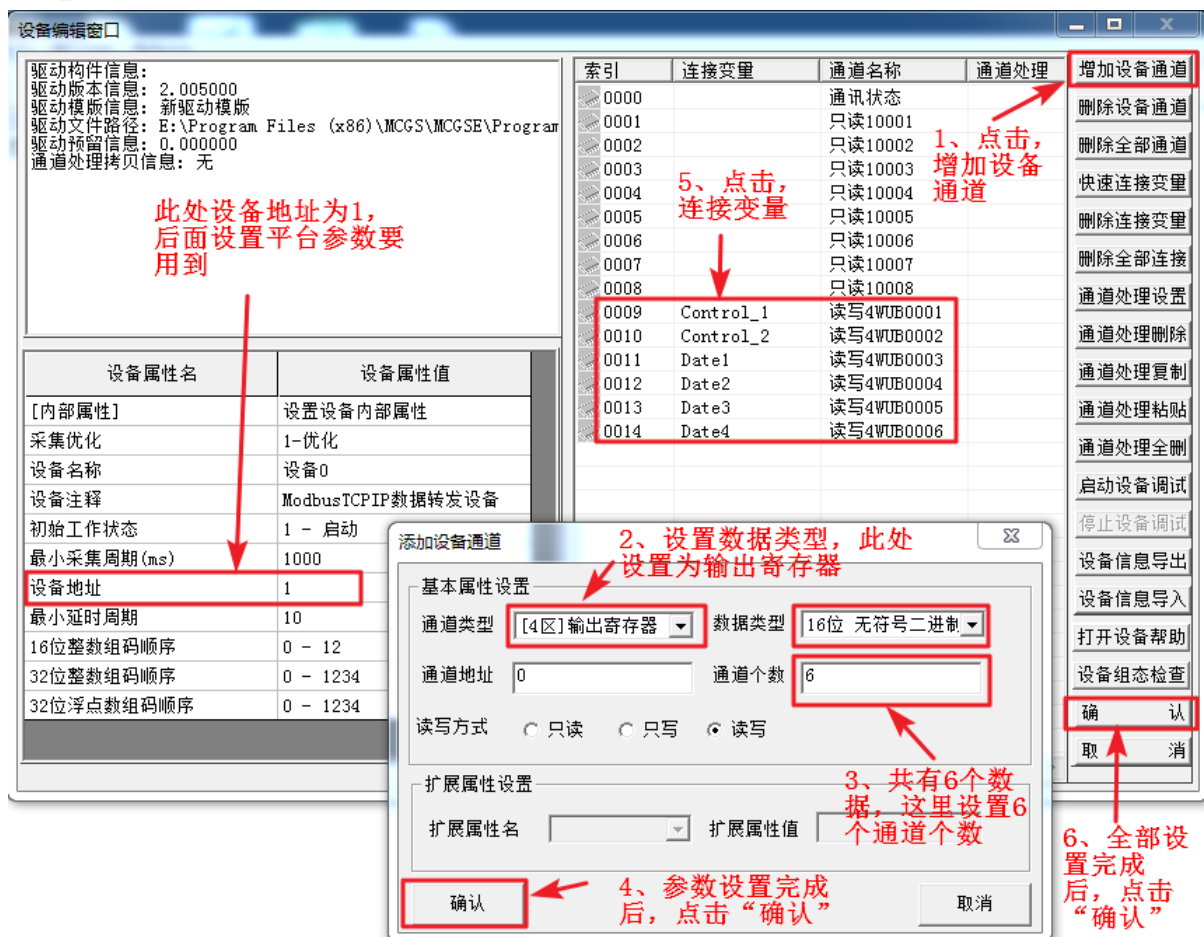 设备编辑窗口
驱动构件信息:
驱动版本信息: 2.005000
驱动模版信息: 新驱动模版
驱动文件路径: E:\Program Files (x86)\MCGS\MCGSE\Program
驱动预留信息: 0.000000
通道处理拷贝信息: 无
此处设备地址为1,
后面设置平台参数要
用到
设备属性名 设备属性值
[内部属性] 设置设备内部属性
采集优化 1-优化
设备名称 设备0
设备注释 ModbusTCPIP数据转发设备
初始工作状态 1 - 启动
最小采集周期(ms) 1000
设备地址 1
最小延时周期 10
16位整数组码顺序 0 - 12
32位整数组码顺序 0 - 1234
32位浮点数组码顺序 0 - 1234
索引 连接变量 通道名称 通道处理
0000 通讯状态
0001 只读10001
0002 只读10002
0003 只读10003
0004 只读10004
0005 只读10005
0006 只读10006
0007 只读10007
0008 只读10008
0009 Control_1 读写4WUB0001
0010 Control_2 读写4WUB0002
0011 Date1 读写4WUB0003
0012 Date2 读写4WUB0004
0013 Date3 读写4WUB0005
0014 Date4 读写4WUB0006
1、点击,
增加设备
通道
5、点击,
连接变量
增加设备通道
删除设备通道
删除全部通道
快速连接变量
删除连接变量
删除全部连接
通道处理设置
通道处理删除
通道处理复制
通道处理粘贴
通道处理全删
启动设备调试
停止设备调试
设备信息导出
设备信息导入
打开设备帮助
设备组态检查
确 认
取 消
添加设备通道
2、设置数据类型,此处
设置为输出寄存器
基本属性设置
通道类型 [4区]输出寄存器 数据类型 16位 无符号二进制
通道地址 0 通道个数 6
读写方式 只读 只写 读写
3、共有6个数
据,这里设置6
个通道个数
扩展属性设置
扩展属性名 扩展属性值
确认 取消
4、参数设置完成
后,点击“确认”
6、全部设
置完成
后,点击
“确认”